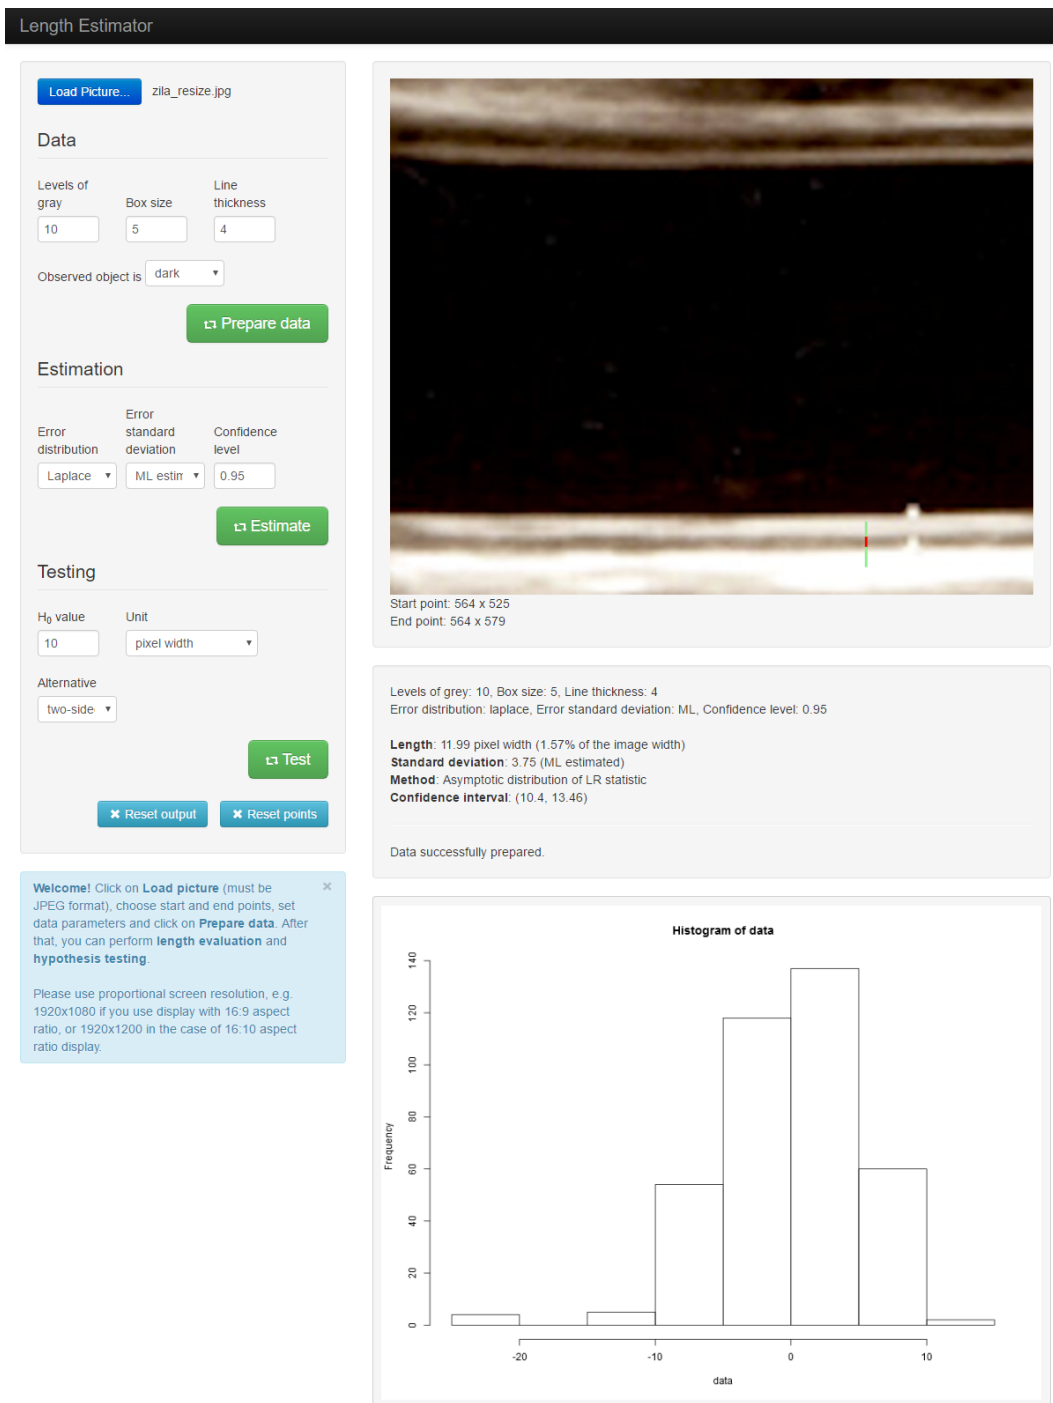 Length Estimator
Load Picture... zila_resize.jpg
Data
Levels of gray
Box size
Line thickness
10
5
4
Observed object is dark
Prepare data
Estimation
Error distribution
Error standard deviation
Confidence level
Laplace
ML estim
0.95
Estimate
Testing
H0 value
Unit
10
pixel width
Alternative
two-side
Test
Reset output
Reset points
Welcome! Click on Load picture (must be
JPEG format), choose start and end points, set
data parameters and click on Prepare data. After
that, you can perform length evaluation and
hypothesis testing.
Please use proportional screen resolution, e.g.
1920x1080 if you use display with 16:9 aspect
ratio, or 1920x1200 in the case of 16:10 aspect
ratio display.
Start point: 564 x 525
End point: 564 x 579
Levels of grey: 10, Box size: 5, Line thickness: 4
Error distribution: laplace, Error standard deviation: ML, Confidence level: 0.95
Length: 11.99 pixel width (1.57% of the image width)
Standard deviation: 3.75 (ML estimated)
Method: Asymptotic distribution of LR statistic
Confidence interval: (10.4, 13.46)
Data successfully prepared.
Histogram of data
Frequency
140
120
100
80
60
40
20
0
-20
-10
0
10
data